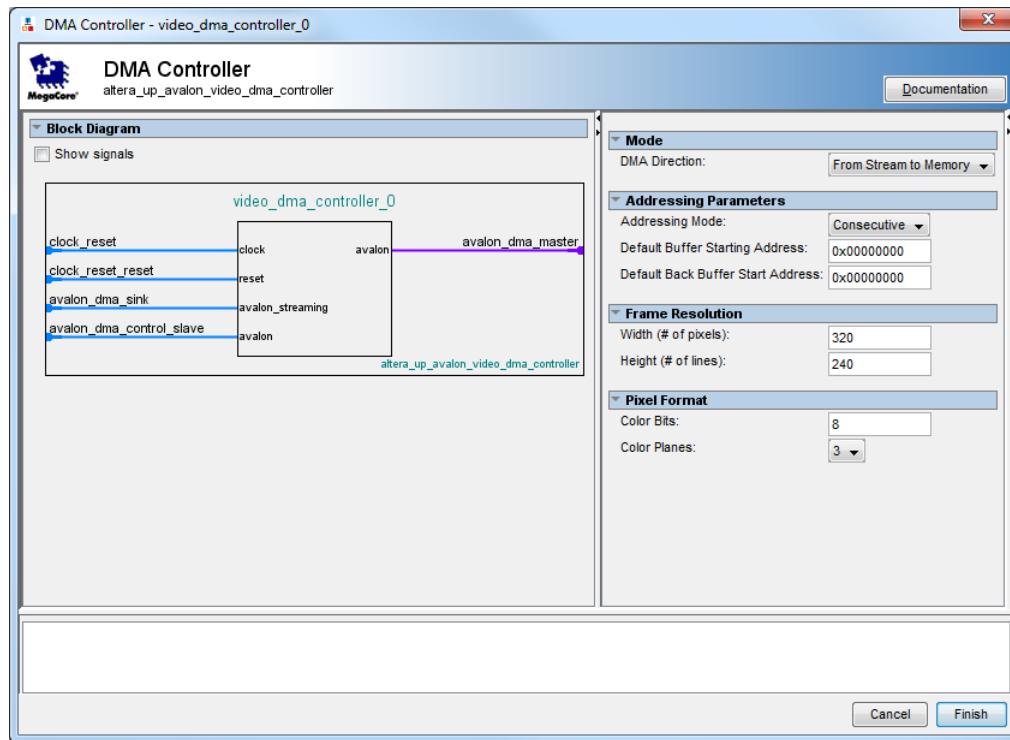 DMA Controller - video_dma_controller_0
MegaCore®
DMA Controller
altera_up_avalon_video_dma_controller
Documentation
Block Diagram
Show signals
video_dma_controller_0
clock_reset
clock
avalon
avalon_dma_master
clock_reset_reset
reset
avalon_dma_sink
avalon_streaming
avalon_dma_control_slave
avalon
altera_up_avalon_video_dma_controller
Mode
DMA Direction: From Stream to Memory
Addressing Parameters
Addressing Mode: Consecutive
Default Buffer Starting Address: 0x00000000
Default Back Buffer Start Address: 0x00000000
Frame Resolution
Width (# of pixels): 320
Height (# of lines): 240
Pixel Format
Color Bits: 8
Color Planes: 3
Cancel Finish